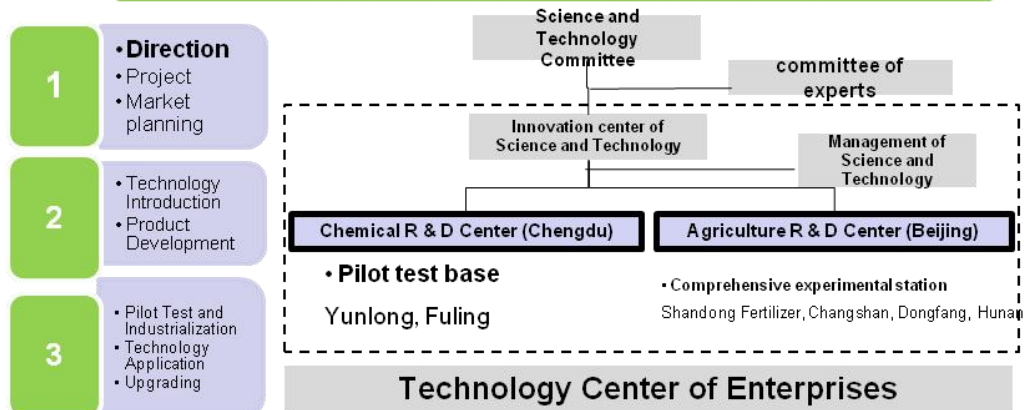 1
• Direction
• Project
• Market
planning
2
• Technology
Introduction
• Product
Development
3
• Pilot Test and
Industrialization
• Technology
Application
• Upgrading
Science and
Technology
Committee
committee of
experts
Innovation center of
Science and Technology
Management of
Science and
Technology
Chemical R & D Center (Chengdu)
Agriculture R & D Center (Beijing)
• Pilot test base
Yunlong, Fuling
• Comprehensive experimental station
Shandong Fertilizer, Changshan, Dongfang, Hunan
Technology Center of Enterprises